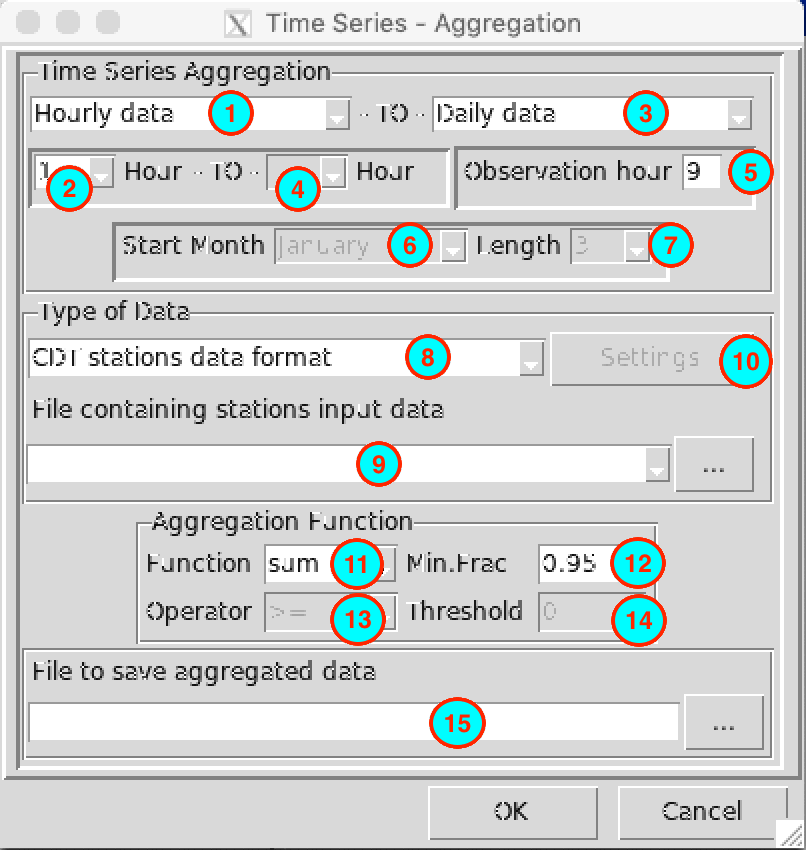 Time Series - Aggregation
Time Series Aggregation
Hourly data 1 -- TO -- Daily data 3
1 2 Hour -- TO -- 4 Hour Observation hour 9 5
Start Month January 6 Length 3 7
Type of Data
CDT stations data format 8 Settings 10
File containing stations input data
9 ...
Aggregation Function
Function sum 11 Min.Frac 0.95 12
Operator >= 13 Threshold 0 14
File to save aggregated data
15 ...
OK Cancel